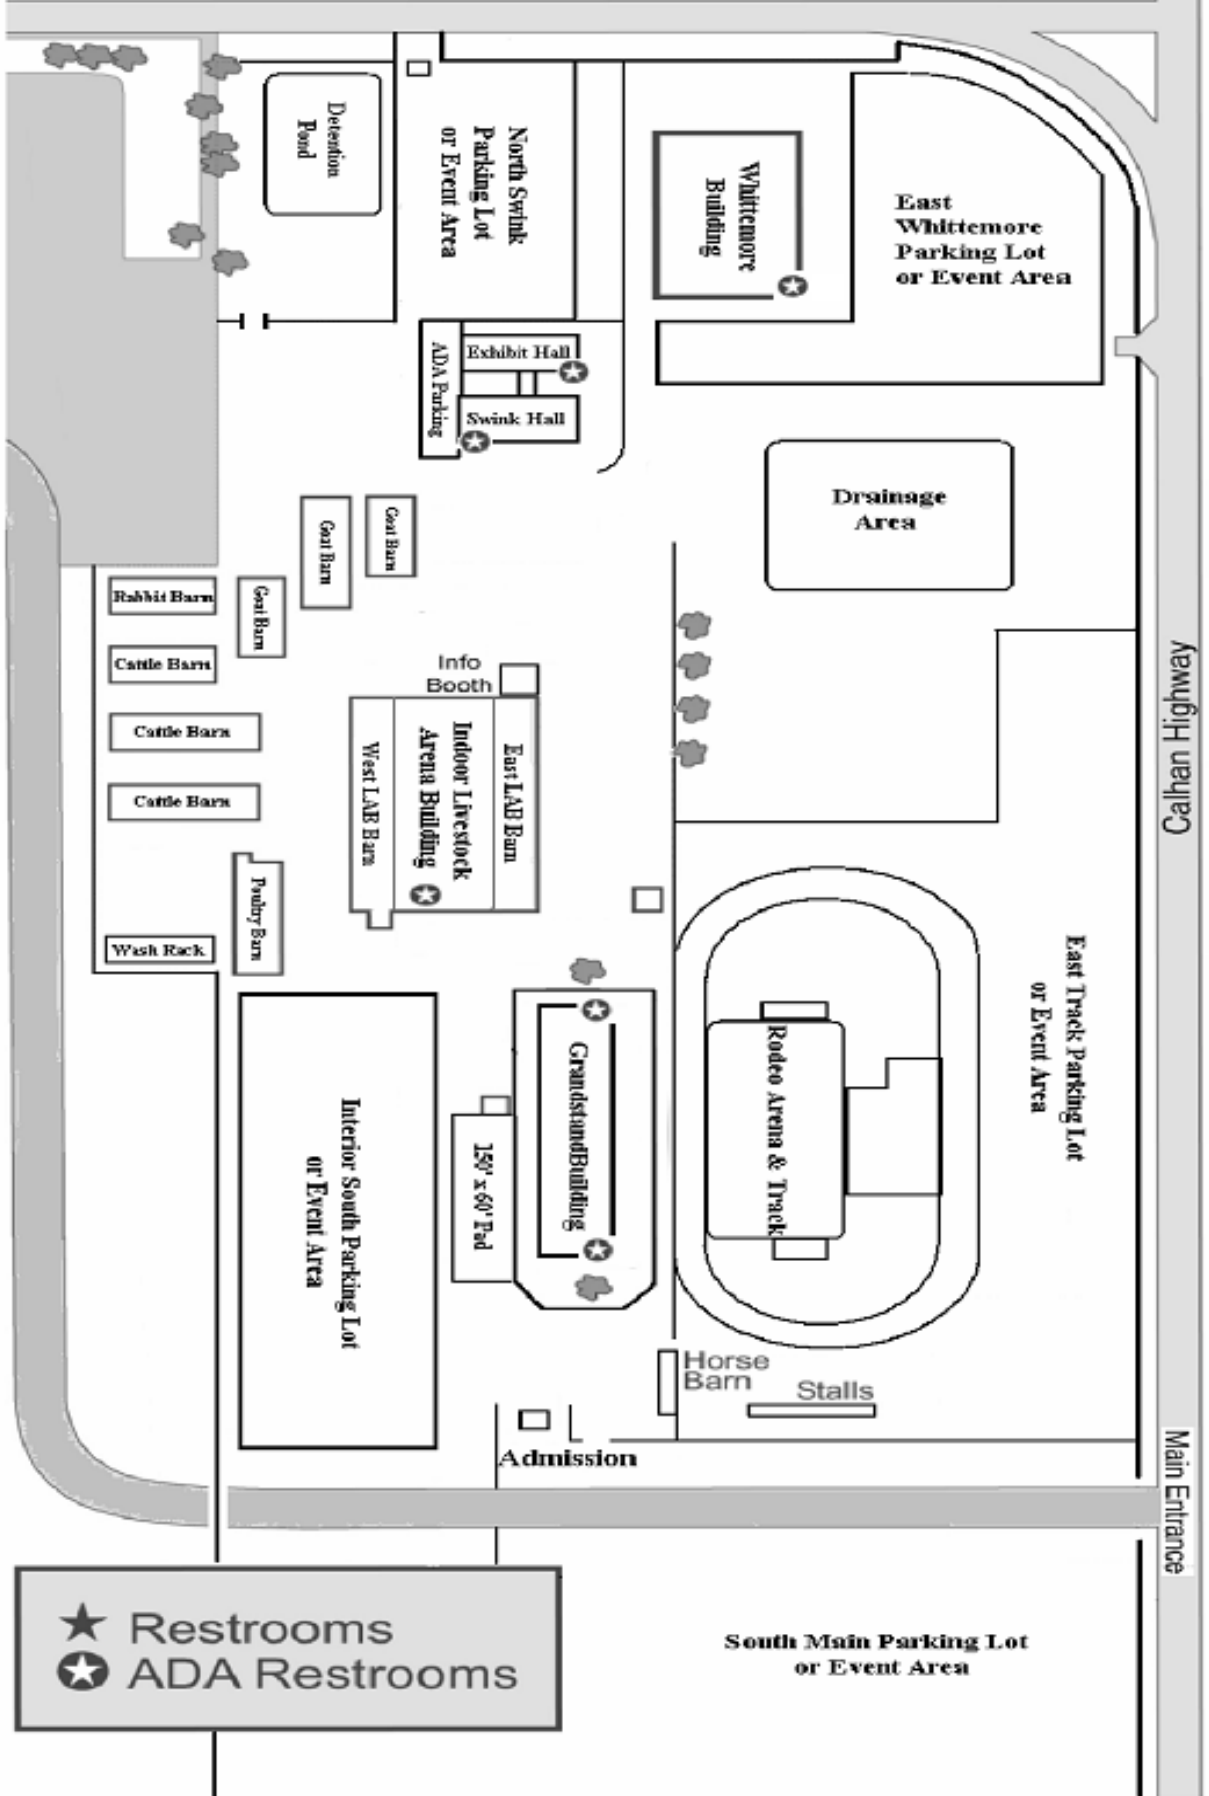 Detention
Pond
North Swink
Parking Lot
or Event Area
Whittemore
Building
East
Whittemore
Parking Lot
or Event Area
ADA Parking
Exhibit Hall
Swink Hall
Drainage
Area
Goat Barn
Goat Barn
Goat Barn
Rabbit Barn
Cattle Barn
Cattle Barn
Cattle Barn
Info
Booth
West LAB Barn
Indoor Livestock
Arena Building
East LAB Barn
Calhan Highway
Poultry Barn
Wash Rack
Interior South Parking Lot
or Event Area
150' x 60' Pad
GrandstandBuilding
Rodeo Arena & Track
East Track Parking Lot
or Event Area
Horse
Barn
Stalls
Admission
Main Entrance
Restrooms
ADA Restrooms
South Main Parking Lot
or Event Area